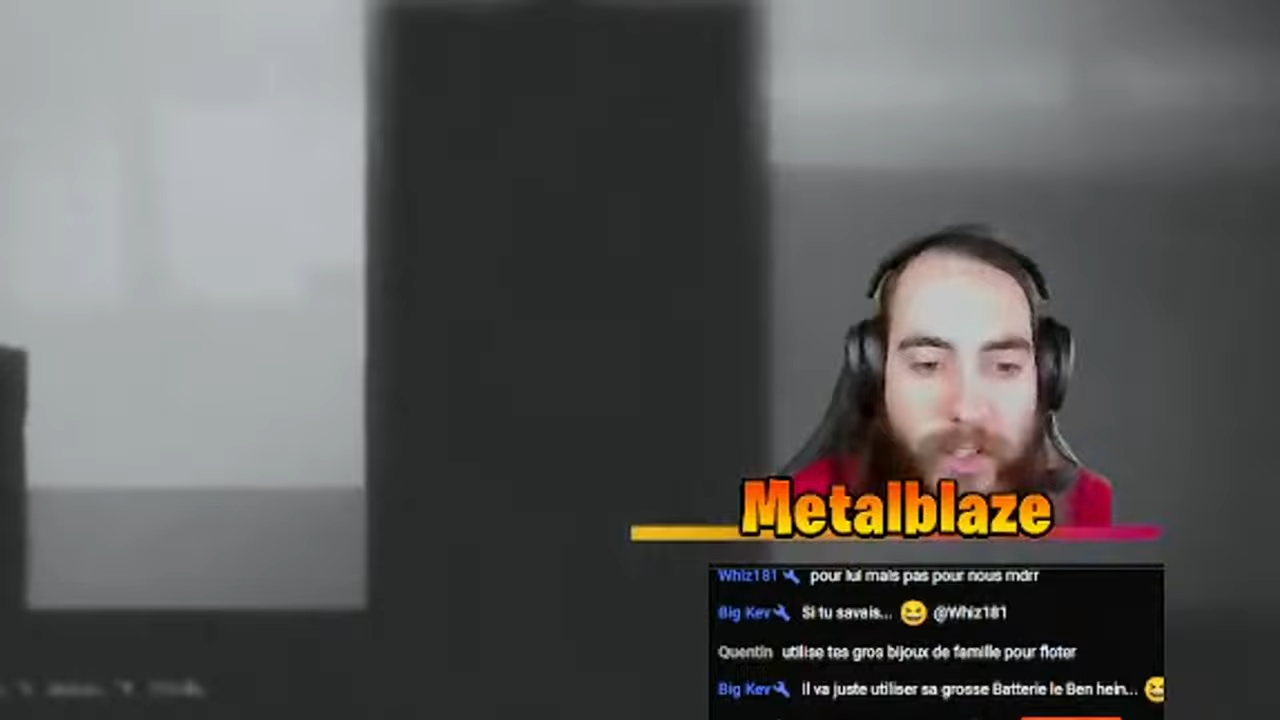 Metalblaze
Whiz181 pour lui mais pas pour nous mdrr
Big Kev Si tu savais... 😆 @Whiz181
Quentin utilise tes gros bijoux de famille pour floter
Big Kev Il va juste utiliser sa grosse Batterie le Ben hein... 😆